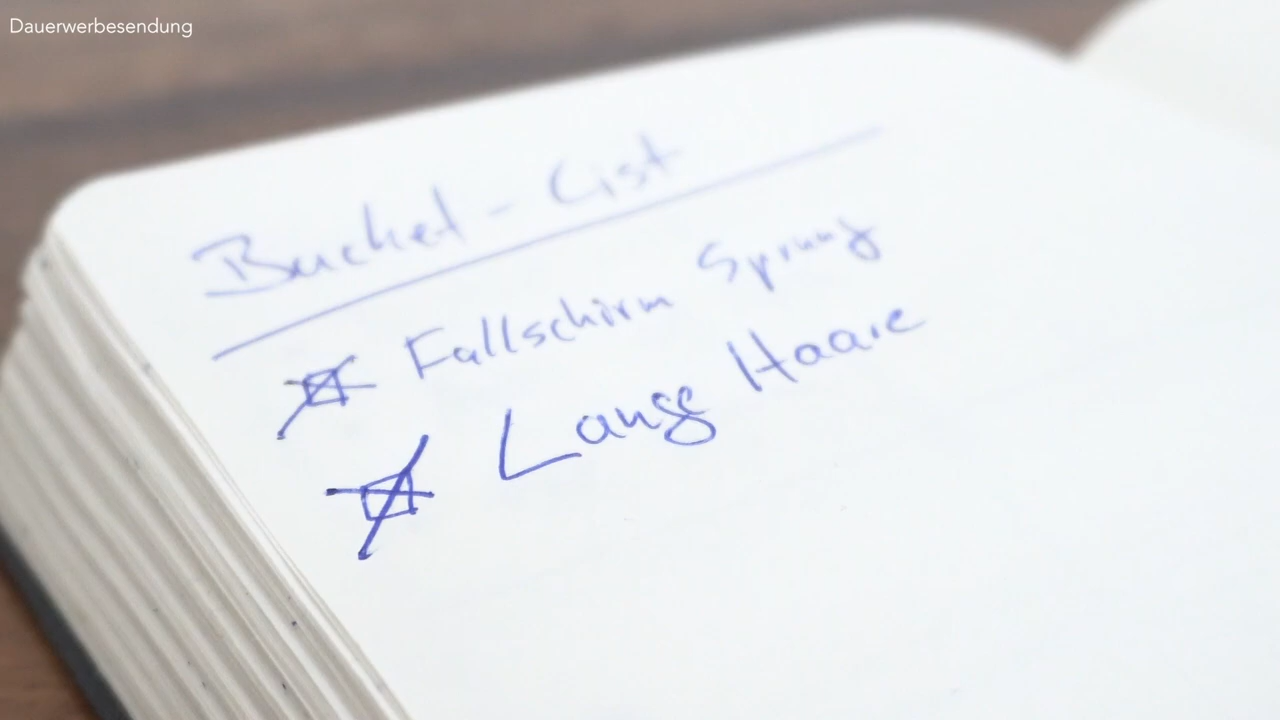 Dauerwerbesendung
Bucket - List
Fallschirm Sprung
Lange Haare